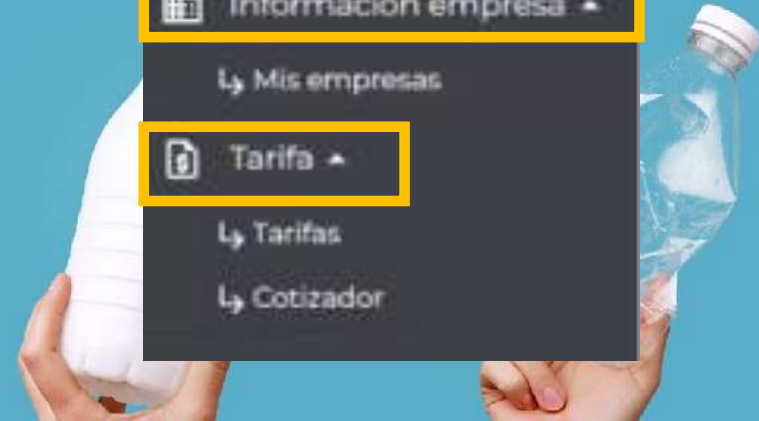 Información empresa
Mis empresas
Tarifa
Tarifas
Cotizador